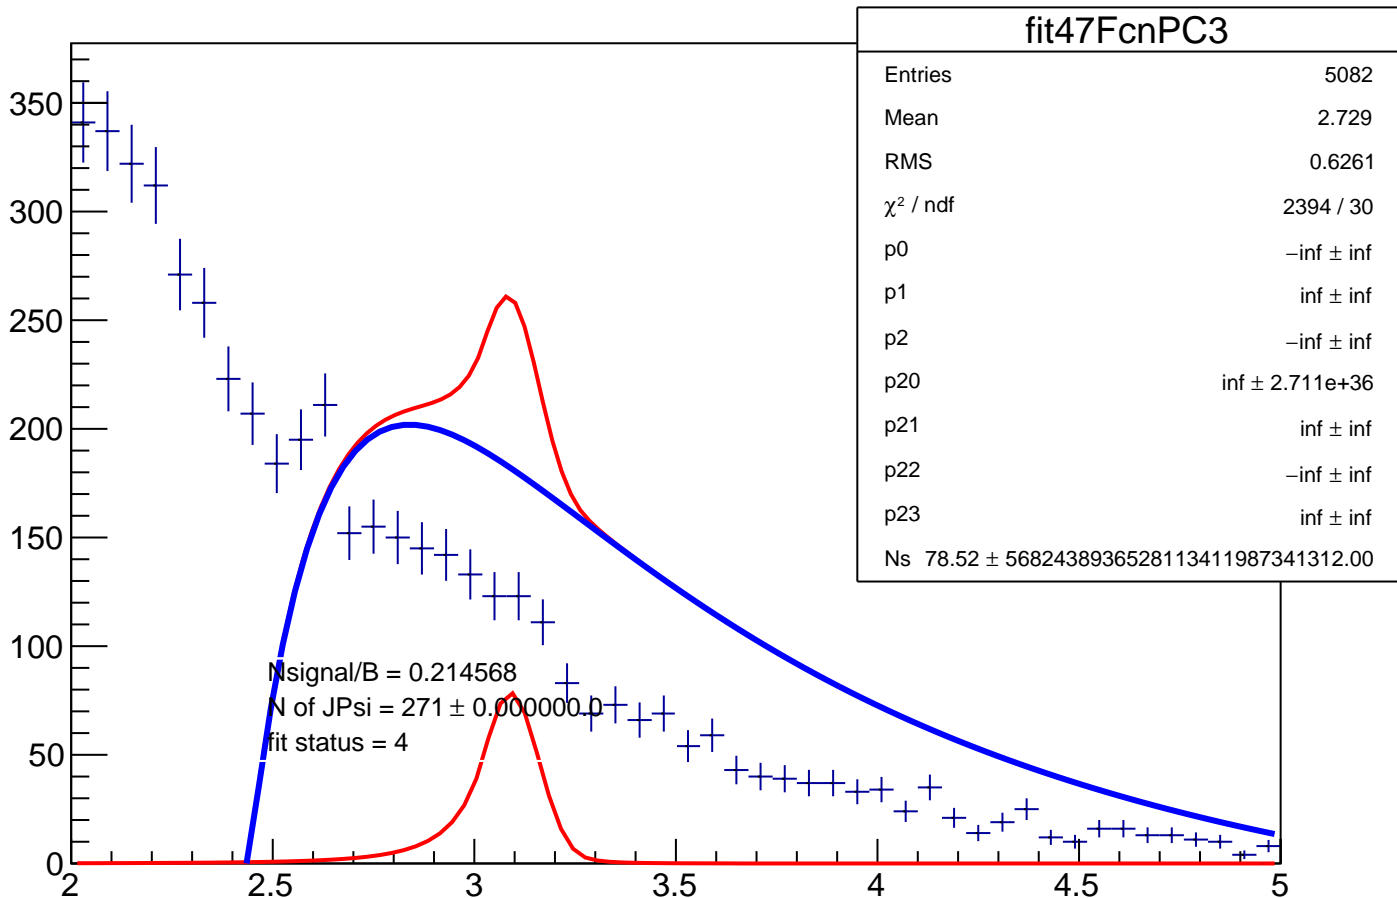 fit47FcnPC3
Entries 5082
Mean 2.729
RMS 0.6261
χ² / ndf 2394 / 30
p0 −inf ± inf
p1 inf ± inf
p2 −inf ± inf
p20 inf ± 2.711e+36
p21 inf ± inf
p22 −inf ± inf
p23 inf ± inf
Ns 78.52 ± 568243893652811341198734131​2.00
350
300
250
200
150
100
50
0
Nsignal/B = 0.214568
N of JPsi = 271 ± 0.000000.0
fit status = 4
2 2.5 3 3.5 4 4.5 5